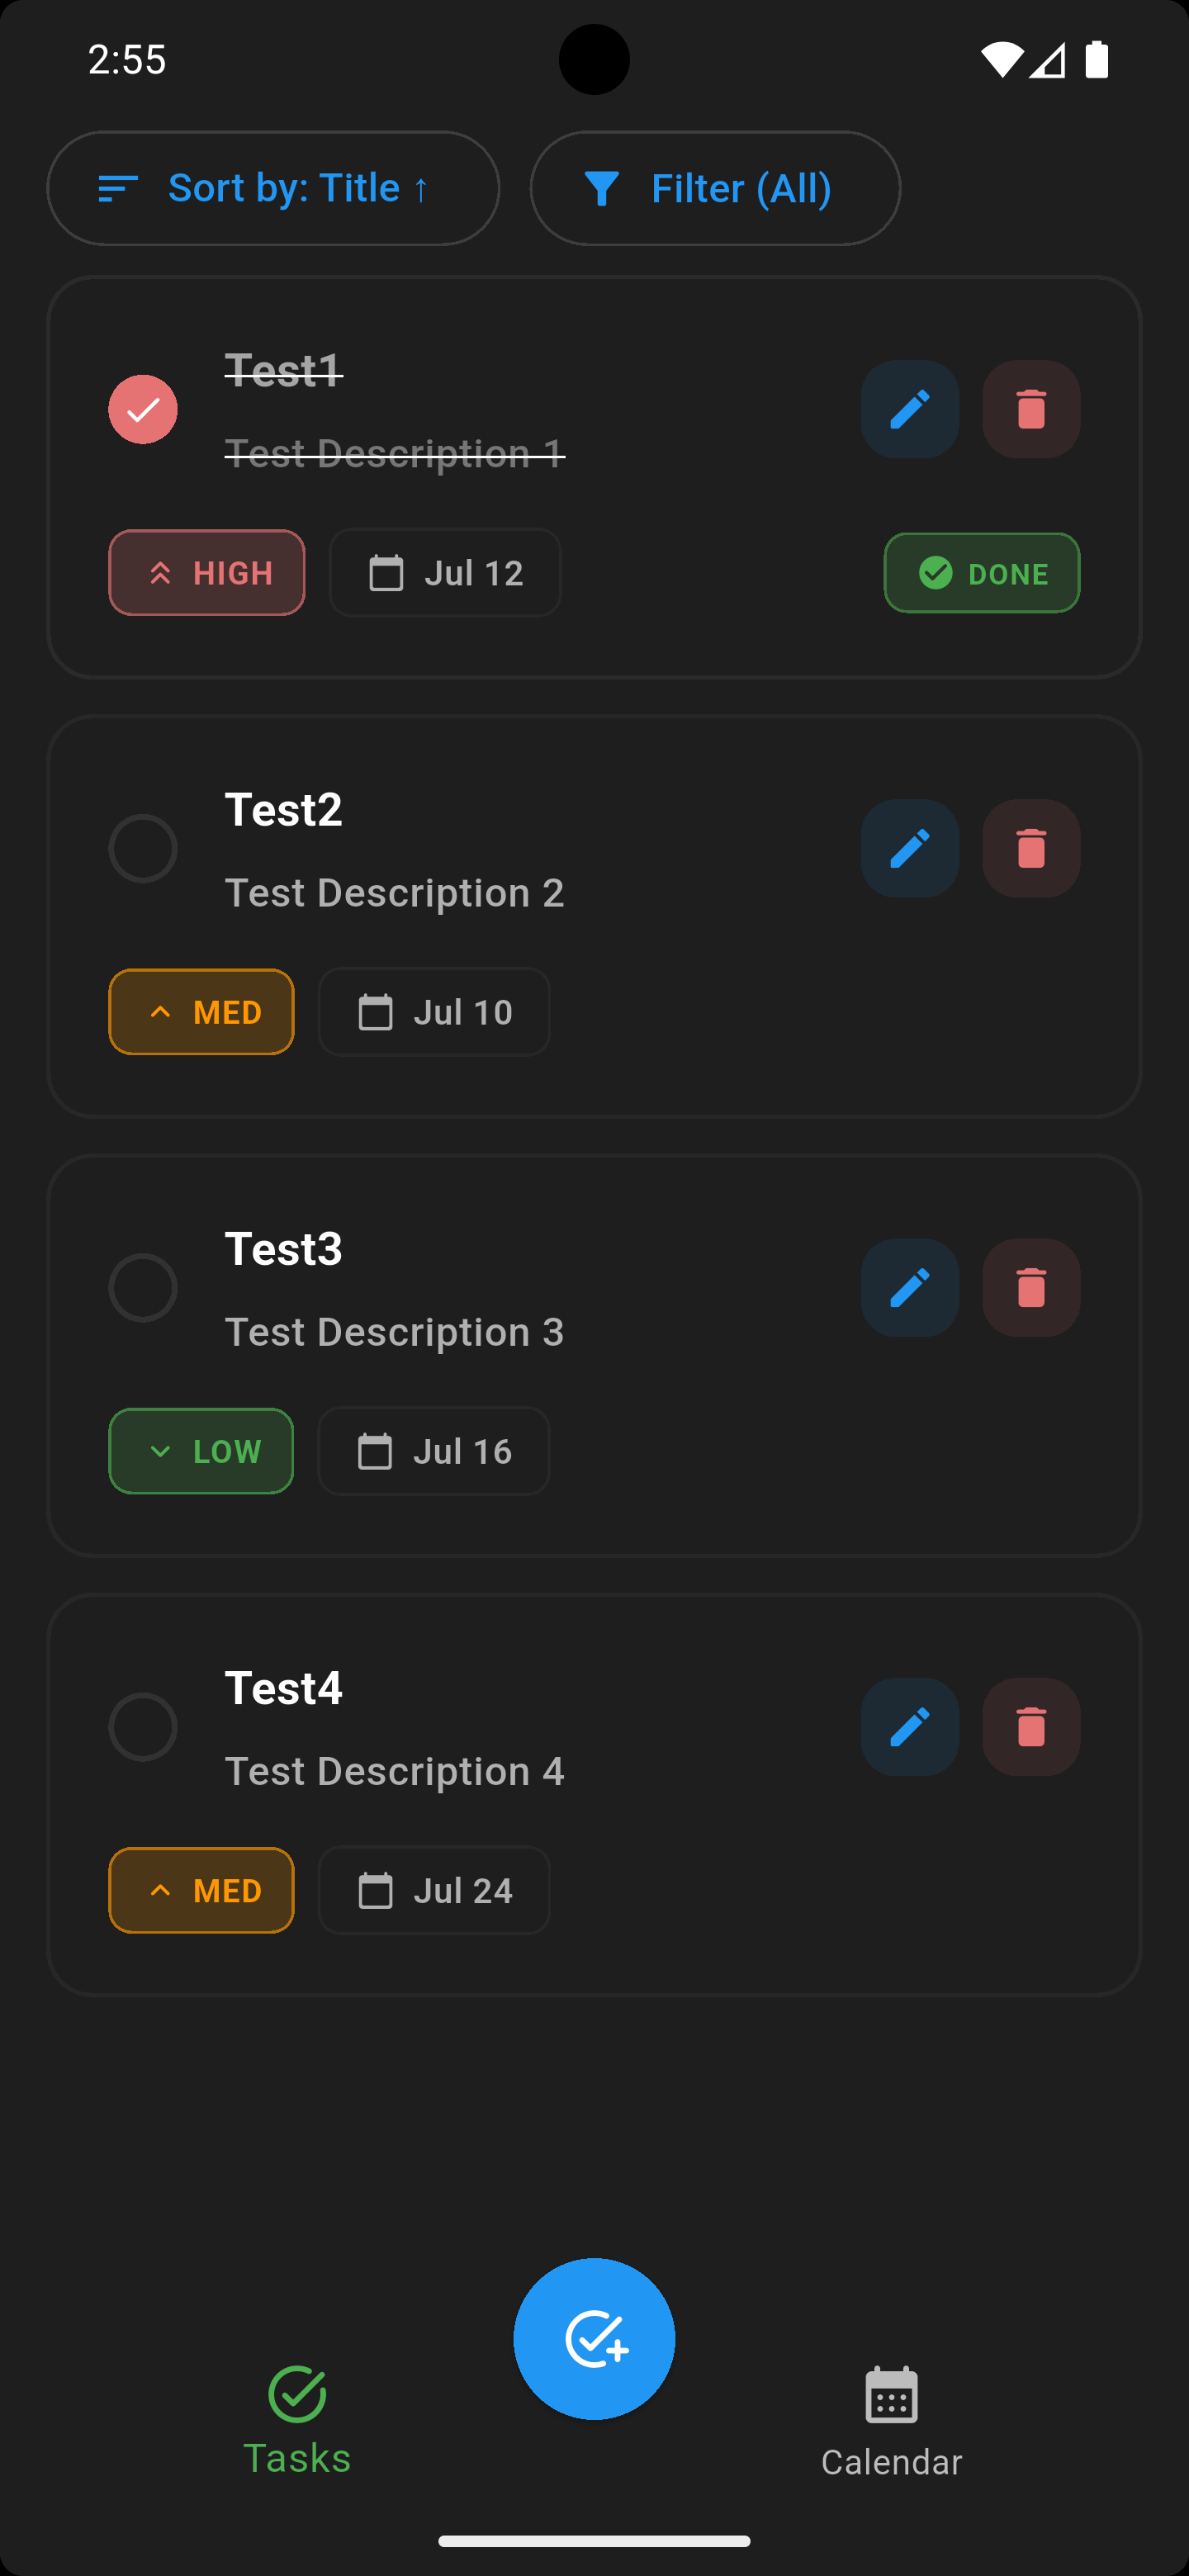 2:55
Sort by: Title ↑
Filter (All)
Test1
Test Description 1
HIGH
Jul 12
DONE
Test2
Test Description 2
MED
Jul 10
Test3
Test Description 3
LOW
Jul 16
Test4
Test Description 4
MED
Jul 24
Tasks
Calendar